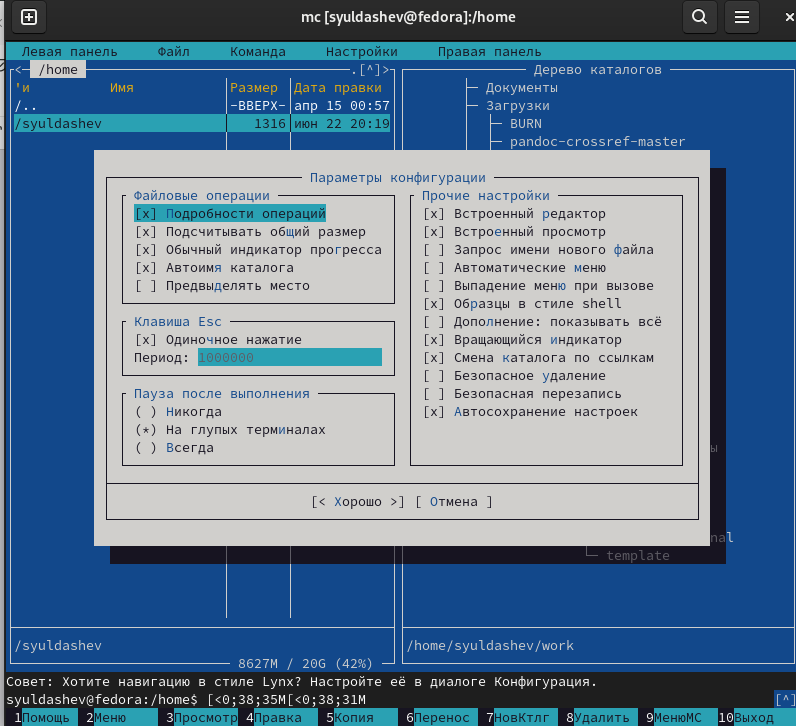 mc [syuldashev@fedora]:/home
Левая панель Файл Команда Настройки Правая панель
<─ /home .[^]>
'и Имя Размер Дата правки
/.. -ВВЕРХ- апр 15 00:57
/syuldashev 1316 июн 22 20:19
Дерево каталогов
Документы
Загрузки
BURN
pandoc-crossref-master
Параметры конфигурации
Файловые операции
[x] Подробности операций
[x] Подсчитывать общий размер
[x] Обычный индикатор прогресса
[x] Автоимя каталога
[ ] Предвыделять место
Клавиша Esc
[x] Одиночное нажатие
Период: 1000000
Пауза после выполнения
( ) Никогда
(*) На глупых терминалах
( ) Всегда
Прочие настройки
[x] Встроенный редактор
[x] Встроенный просмотр
[ ] Запрос имени нового файла
[ ] Автоматические меню
[ ] Выпадение меню при вызове
[x] Образцы в стиле shell
[ ] Дополнение: показывать всё
[x] Вращающийся индикатор
[x] Смена каталога по ссылкам
[ ] Безопасное удаление
[ ] Безопасная перезапись
[x] Автосохранение настроек
[< Хорошо >] [ Отмена ]
ы
nal
template
/syuldashev
/home/syuldashev/work
8627M / 20G (42%)
Совет: Хотите навигацию в стиле Lynx? Настройте её в диалоге Конфигурация.
syuldashev@fedora:/home$ [<0;38;35M[<0;38;31M
[^]
1Помощь 2Меню 3Просмотр 4Правка 5Копия 6Перенос 7НовКтлг 8Удалить 9МенюMC 10Выход